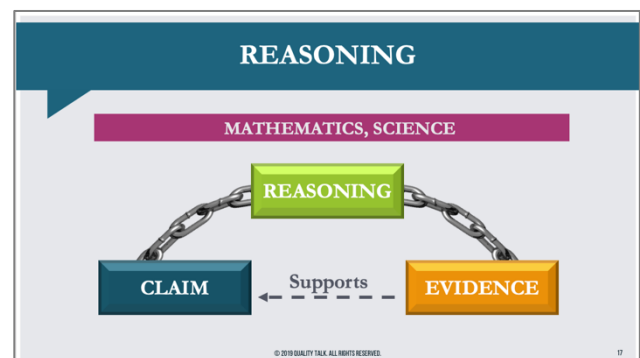 REASONING
MATHEMATICS, SCIENCE
REASONING
CLAIM
Supports
EVIDENCE
© 2019 QUALITY TALK. ALL RIGHTS RESERVED.
17